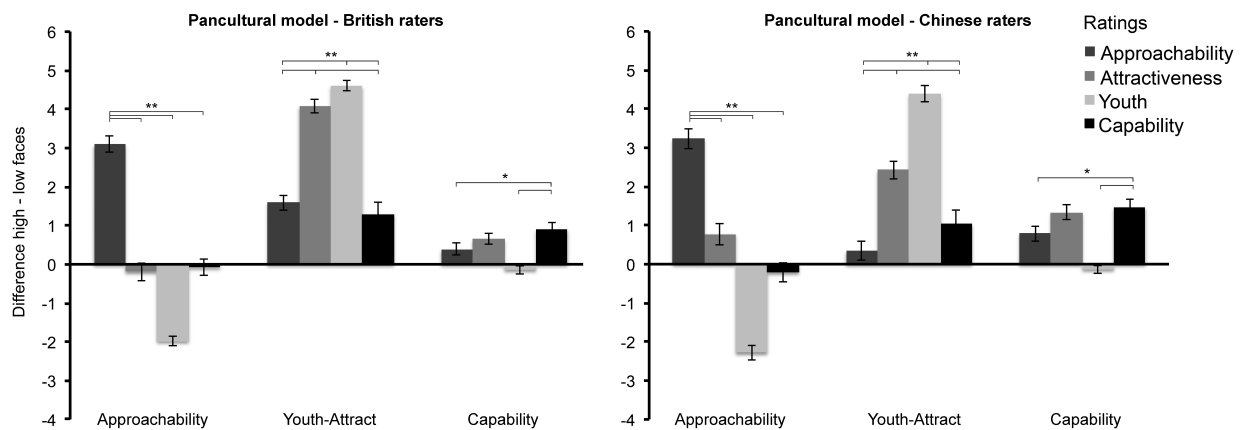 Pancultural model - British raters
Difference high - low faces
6
5
4
3
2
1
0
-1
-2
-3
-4
**
**
*
Approachability
Youth-Attract
Capability
Pancultural model - Chinese raters
6
5
4
3
2
1
0
-1
-2
-3
-4
**
**
*
Approachability
Youth-Attract
Capability
Ratings
Approachability
Attractiveness
Youth
Capability